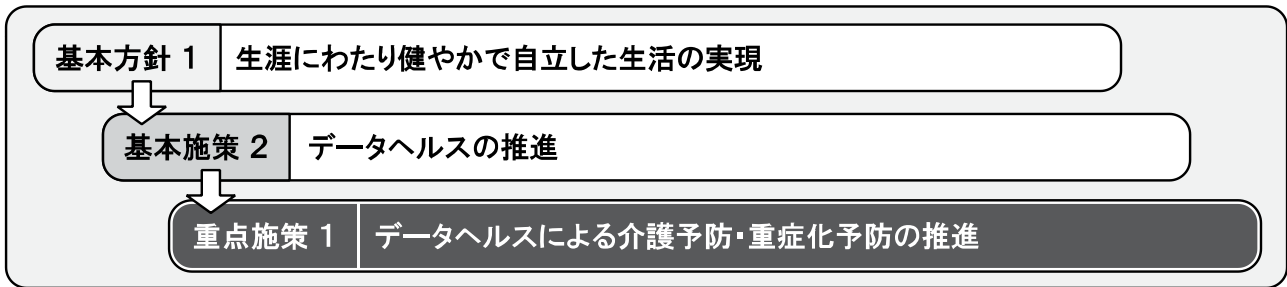 基本方針 1 生涯にわたり健やかで自立した生活の実現
基本施策 2 データヘルスの推進
重点施策 1 データヘルスによる介護予防・重症化予防の推進